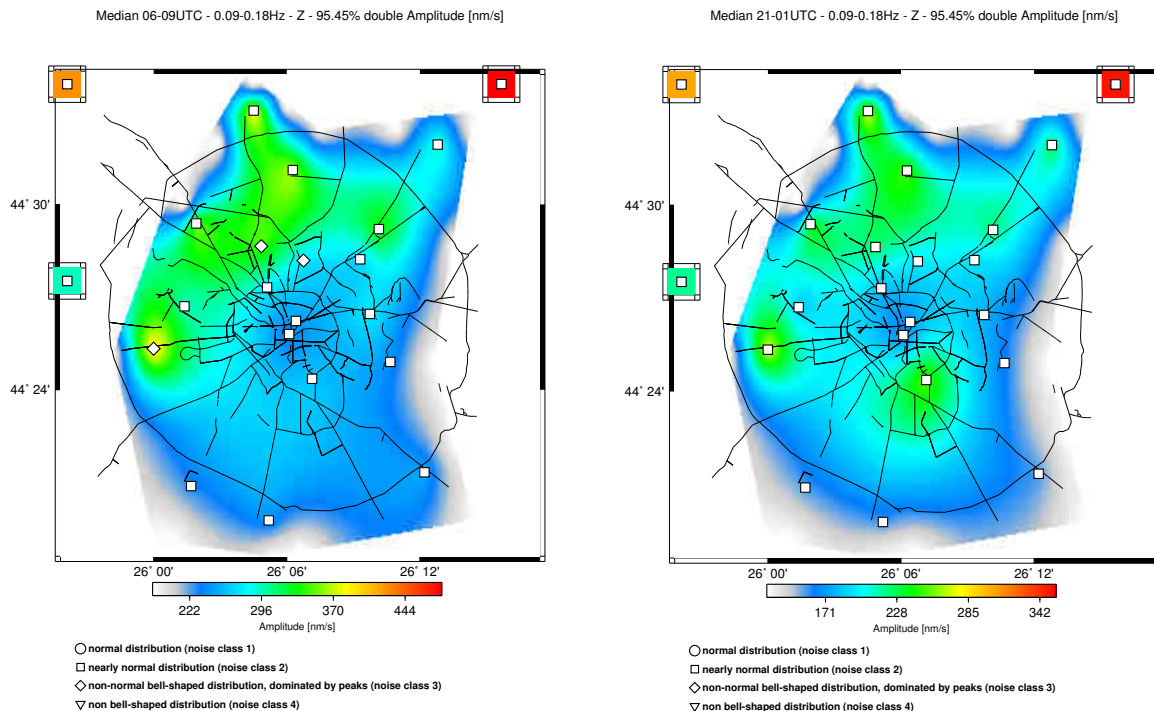 Median 06-09UTC - 0.09-0.18Hz - Z - 95.45% double Amplitude [nm/s]
44° 30'
44° 24'
26° 00' 26° 06' 26° 12'
222 296 370 444
Amplitude [nm/s]
normal distribution (noise class 1)
nearly normal distribution (noise class 2)
non-normal bell-shaped distribution, dominated by peaks (noise class 3)
non bell-shaped distribution (noise class 4)
Median 21-01UTC - 0.09-0.18Hz - Z - 95.45% double Amplitude [nm/s]
44° 30'
44° 24'
26° 00' 26° 06' 26° 12'
171 228 285 342
Amplitude [nm/s]
normal distribution (noise class 1)
nearly normal distribution (noise class 2)
non-normal bell-shaped distribution, dominated by peaks (noise class 3)
non bell-shaped distribution (noise class 4)